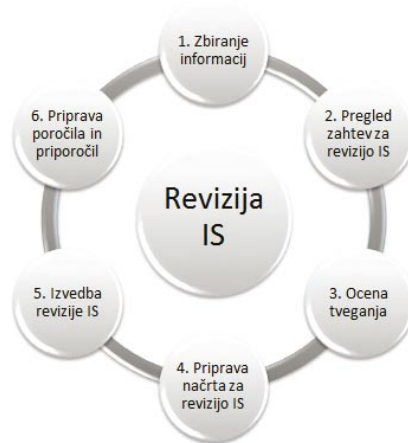 1. Zbiranje
informacij
2. Pregled
zahtev za
revizijo IS
3. Ocena
tveganja
4. Priprava
načrta za
revizijo IS
5. Izvedba
revizije IS
6. Priprava
poročila in
priporočil
Revizija
IS